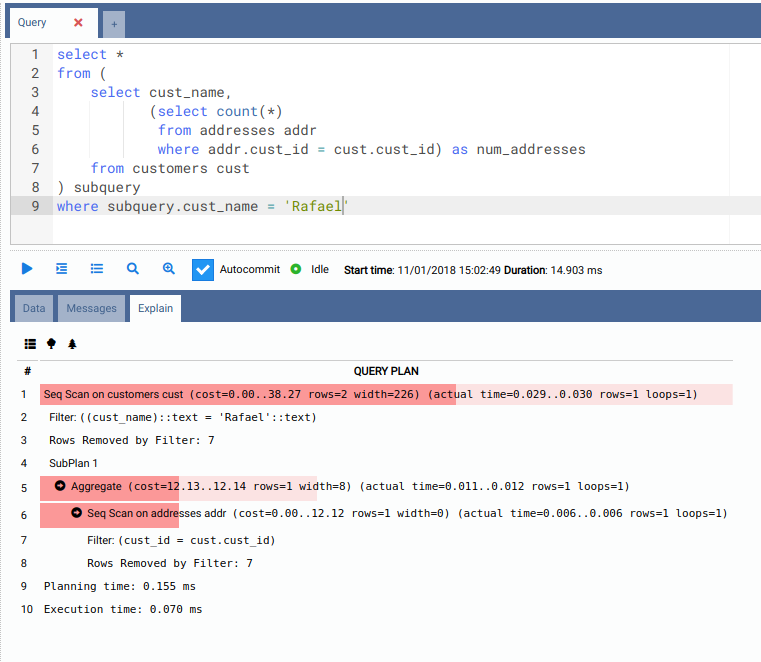 Query ×
+
1 select *
2 from (
3 select cust_name,
4 (select count(*)
5 from addresses addr
6 where addr.cust_id = cust.cust_id) as num_addresses
7 from customers cust
8 ) subquery
9 where subquery.cust_name = 'Rafael'
Autocommit Idle Start time: 11/01/2018 15:02:49 Duration: 14.903 ms
Data Messages Explain
# QUERY PLAN
1 Seq Scan on customers cust (cost=0.00..38.27 rows=2 width=226) (actual time=0.029..0.030 rows=1 loops=1)
2 Filter: ((cust_name)::text = 'Rafael'::text)
3 Rows Removed by Filter: 7
4 SubPlan 1
5 Aggregate (cost=12.13..12.14 rows=1 width=8) (actual time=0.011..0.012 rows=1 loops=1)
6 Seq Scan on addresses addr (cost=0.00..12.12 rows=1 width=0) (actual time=0.006..0.006 rows=1 loops=1)
7 Filter: (cust_id = cust.cust_id)
8 Rows Removed by Filter: 7
9 Planning time: 0.155 ms
10 Execution time: 0.070 ms